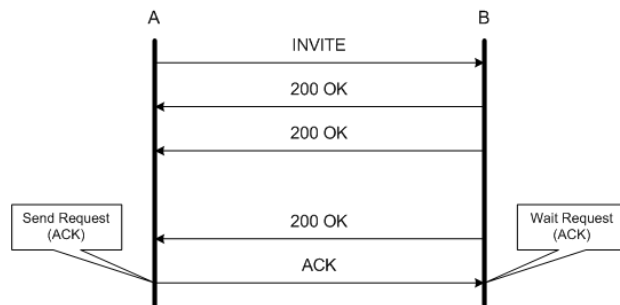 A
B
INVITE
200 OK
200 OK
200 OK
Send Request
(ACK)
Wait Request
(ACK)
ACK